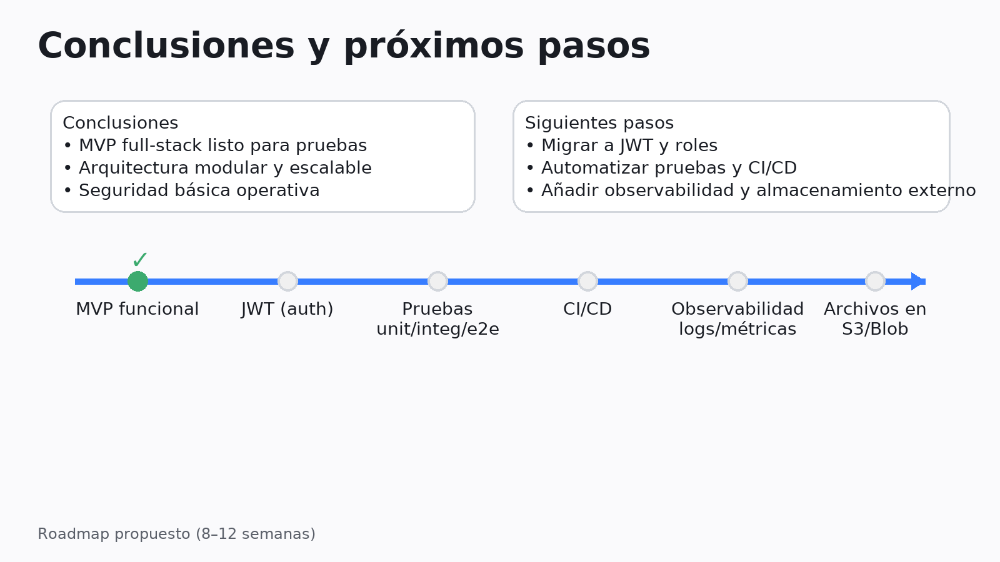 Conclusiones y próximos pasos
Conclusiones
• MVP full-stack listo para pruebas
• Arquitectura modular y escalable
• Seguridad básica operativa
Siguientes pasos
• Migrar a JWT y roles
• Automatizar pruebas y CI/CD
• Añadir observabilidad y almacenamiento externo
✓
MVP funcional
JWT (auth)
Pruebas
unit/integ/e2e
CI/CD
Observabilidad
logs/métricas
Archivos en
S3/Blob
Roadmap propuesto (8–12 semanas)